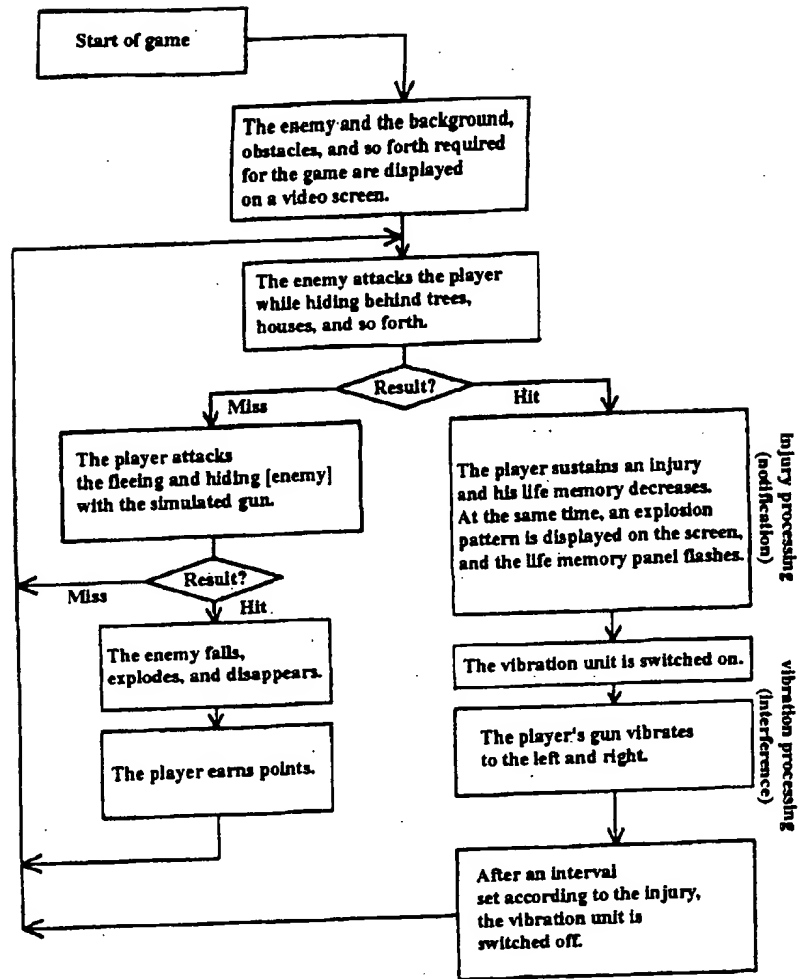 Start of game
The enemy and the background,
obstacles, and so forth required
for the game are displayed
on a video screen.
The enemy attacks the player
while hiding behind trees,
houses, and so forth.
Result?
Miss
Hit
The player attacks
the fleeing and hiding [enemy]
with the simulated gun.
Result?
Miss
Hit
The enemy falls,
explodes, and disappears.
The player earns points.
The player sustains an injury
and his life memory decreases.
At the same time, an explosion
pattern is displayed on the screen,
and the life memory panel flashes.
Injury processing
(notification)
The vibration unit is switched on.
The player's gun vibrates
to the left and right.
vibration processing
(interference)
After an interval
set according to the injury,
the vibration unit is
switched off.